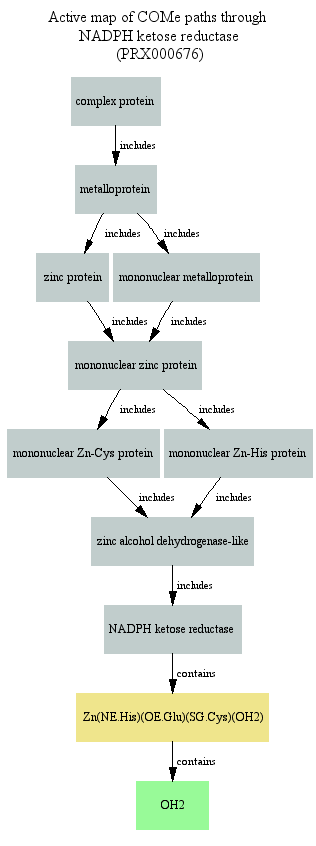 Active map of COMe paths through
NADPH ketose reductase
(PRX000676)
complex protein
includes
metalloprotein
includes
includes
zinc protein
mononuclear metalloprotein
includes
includes
mononuclear zinc protein
includes
includes
mononuclear Zn-Cys protein
mononuclear Zn-His protein
includes
includes
zinc alcohol dehydrogenase-like
includes
NADPH ketose reductase
contains
Zn(NE.His)(OE.Glu)(SG.Cys)(OH2)
contains
OH2